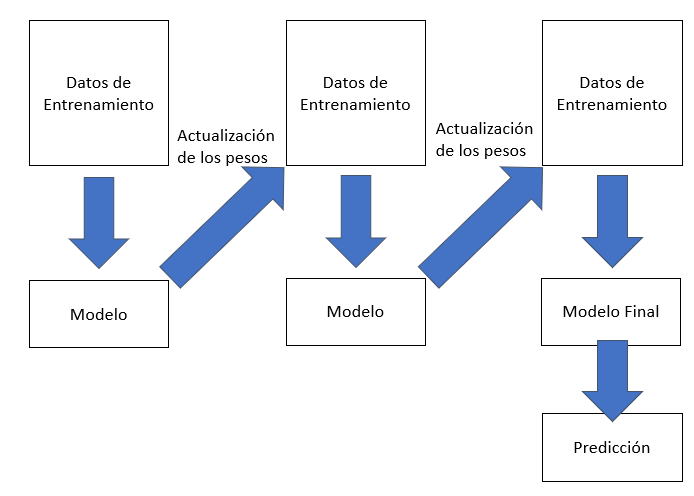 Datos de
Entrenamiento
Actualización
de los pesos
Datos de
Entrenamiento
Actualización
de los pesos
Datos de
Entrenamiento
Modelo
Modelo
Modelo Final
Predicción